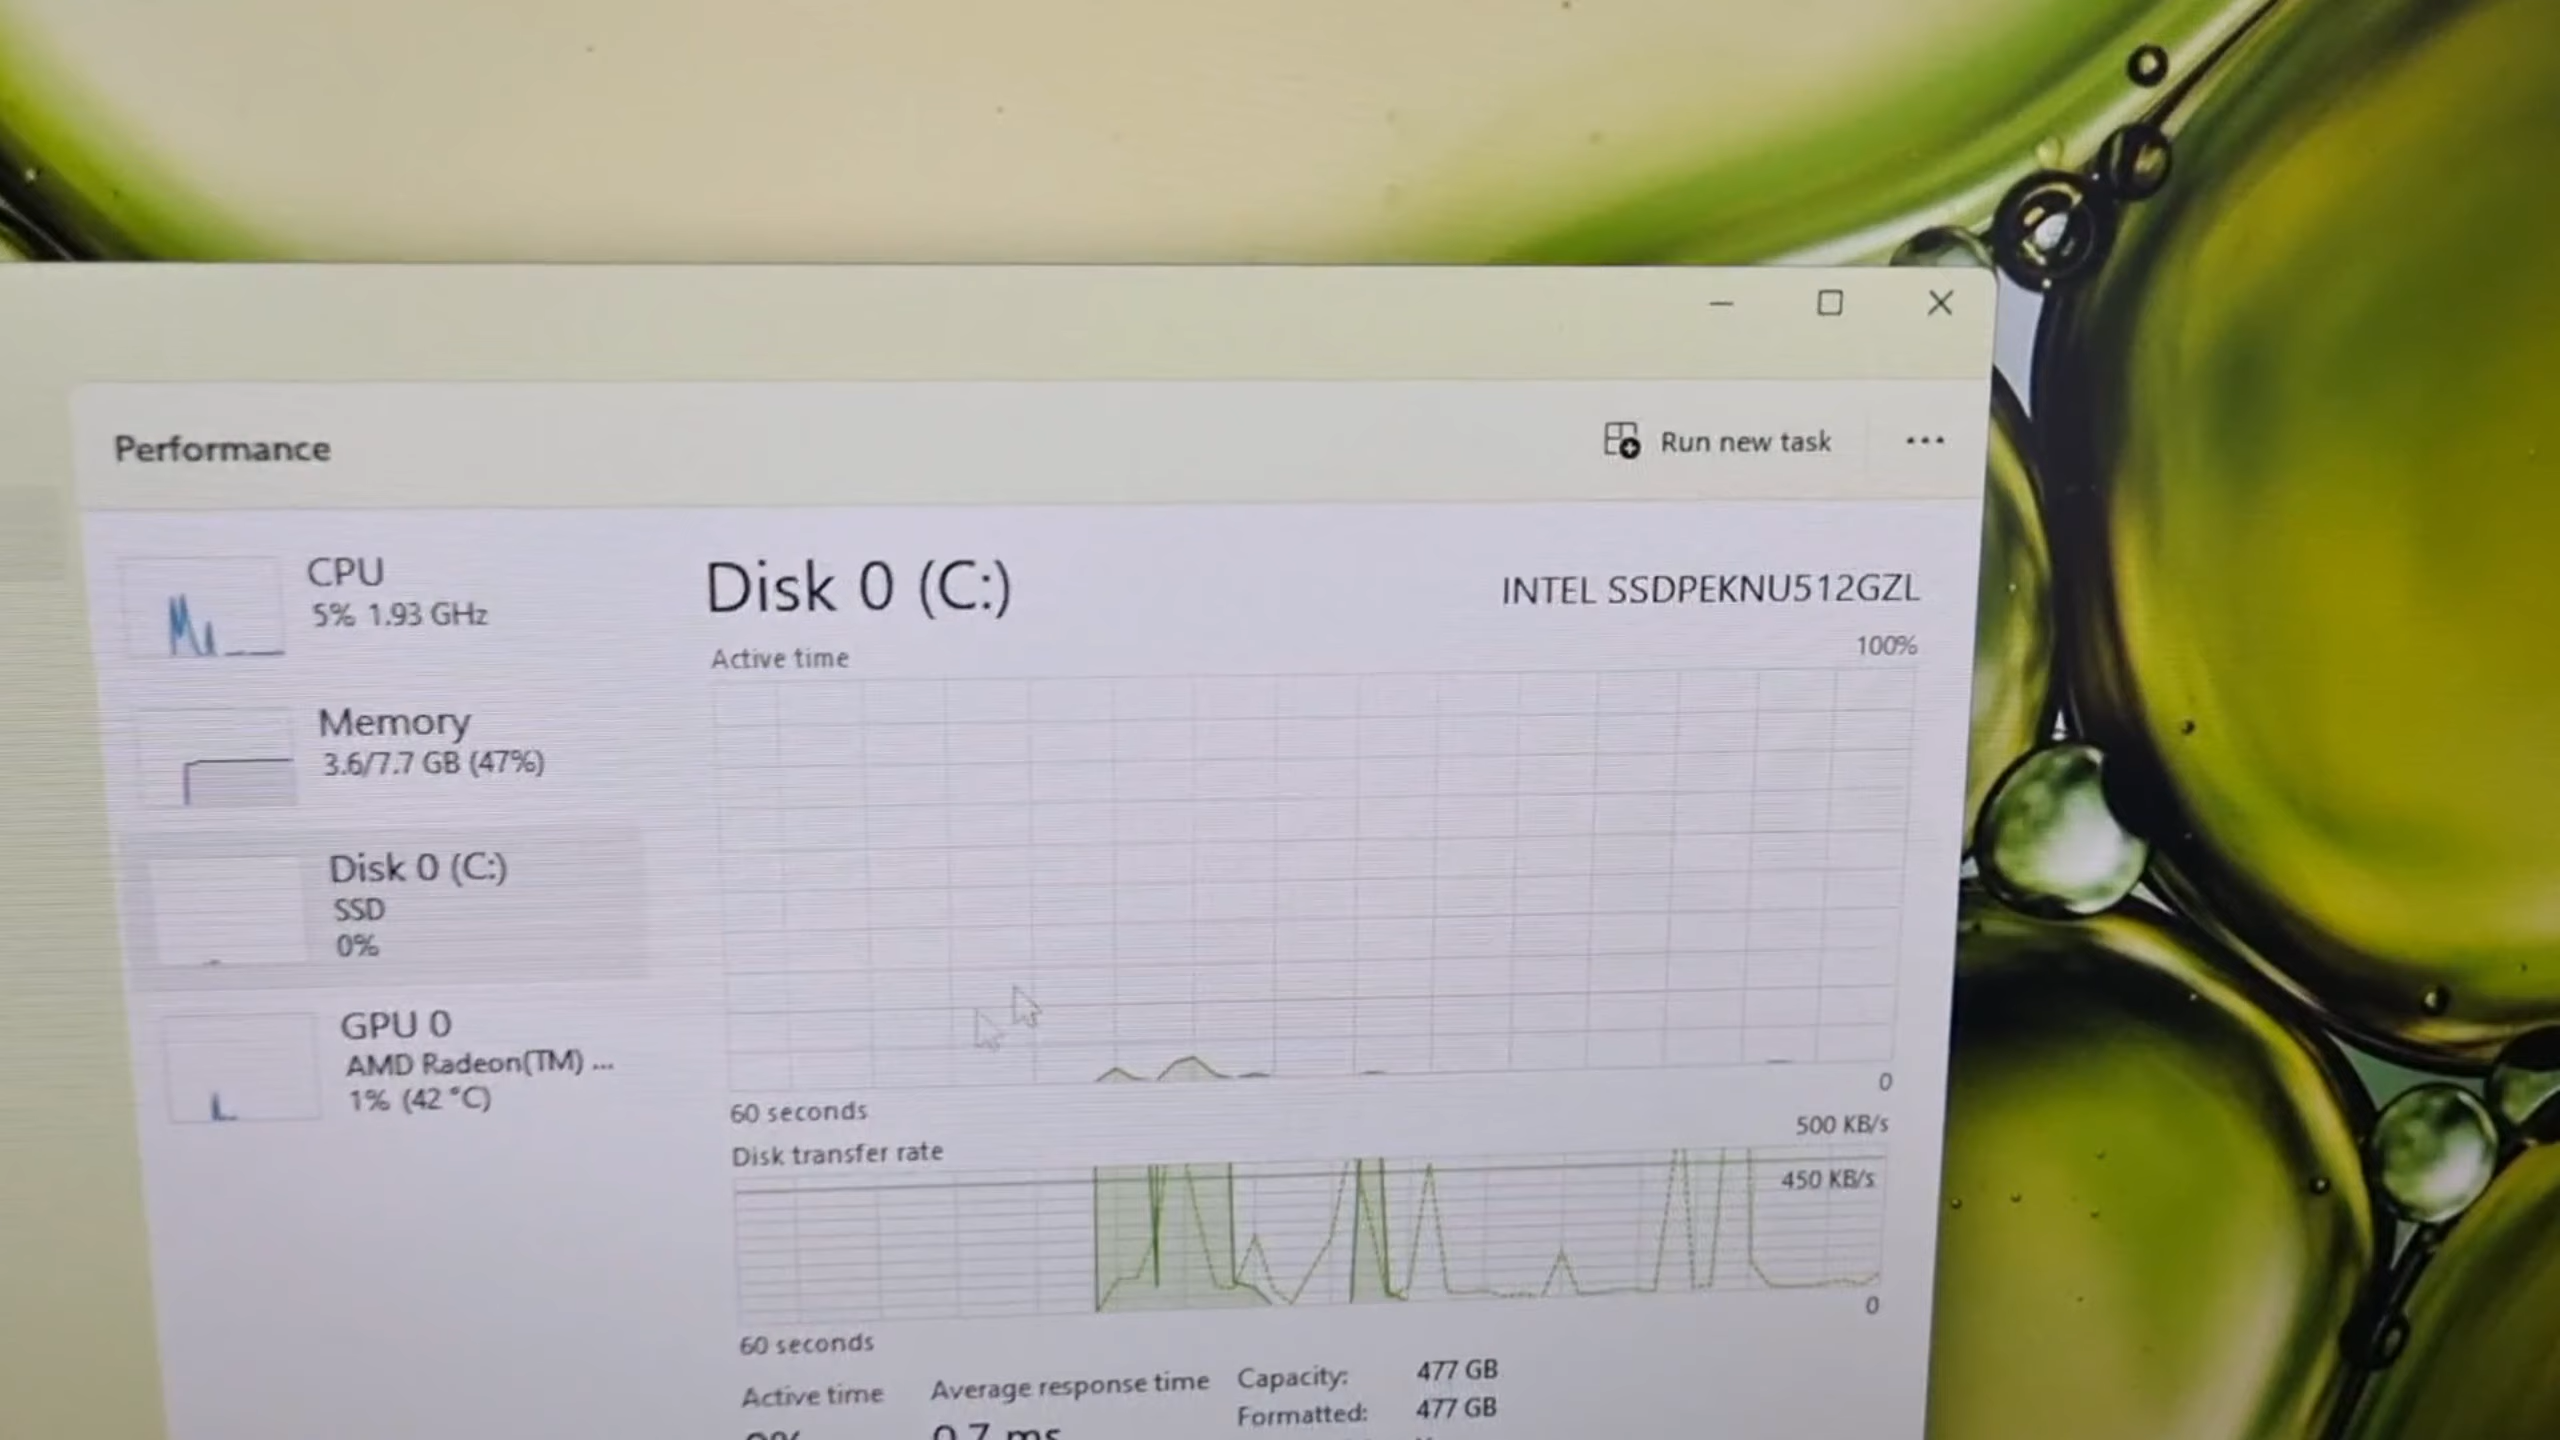 Performance
Run new task
CPU
5% 1.93 GHz
Memory
3.6/7.7 GB (47%)
Disk 0 (C:)
SSD
0%
GPU 0
AMD Radeon(TM) ...
1% (42 °C)
Disk 0 (C:)
INTEL SSDPEKNU512GZL
Active time
100%
60 seconds
0
Disk transfer rate
500 KB/s
450 KB/s
60 seconds
0
Active time
Average response time
0.7 ms
Capacity:
477 GB
Formatted:
477 GB